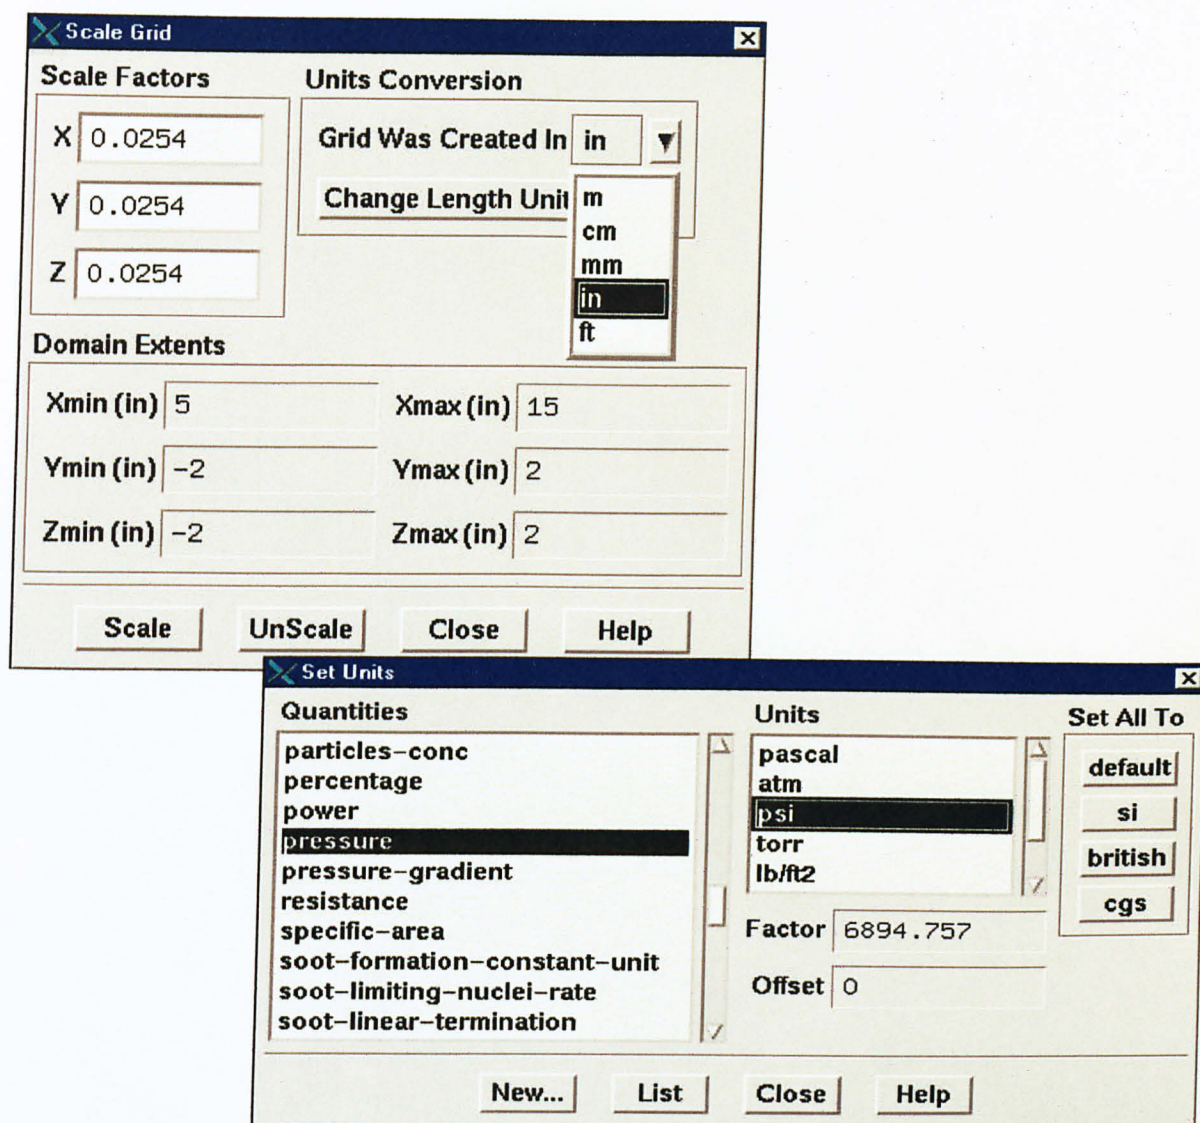 Scale Grid
Scale Factors
Units Conversion
X 0.0254
Grid Was Created In in
Change Length Unit
Y 0.0254
Z 0.0254
m
cm
mm
in
ft
Domain Extents
Xmin (in) 5
Xmax (in) 15
Ymin (in) -2
Ymax (in) 2
Zmin (in) -2
Zmax (in) 2
Scale
UnScale
Close
Help
Set Units
Quantities
particles-conc
percentage
power
pressure
pressure-gradient
resistance
specific-area
soot-formation-constant-unit
soot-limiting-nuclei-rate
soot-linear-termination
Units
pascal
atm
psi
torr
lb/ft2
Factor 6894.757
Offset 0
Set All To
default
si
british
cgs
New...
List
Close
Help